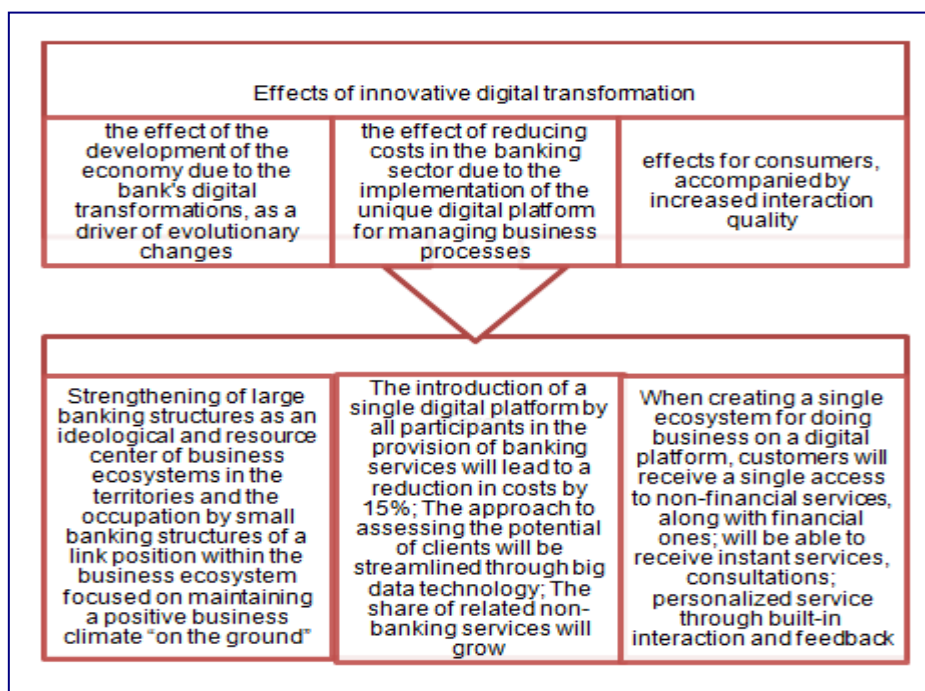 Effects of innovative digital transformation
the effect of the
development of the
economy due to the
bank's digital
transformations, as a
driver of evolutionary
changes
the effect of reducing
costs in the banking
sector due to the
implementation of the
unique digital platform
for managing business
processes
effects for consumers,
accompanied by
increased interaction
quality
Strengthening of large
banking structures as an
ideological and resource
center of business
ecosystems in the
territories and the
occupation by small
banking structures of a
link position within the
business ecosystem
focused on maintaining
a positive business
climate “on the ground”
The introduction of a
single digital platform by
all participants in the
provision of banking
services will lead to a
reduction in costs by
15%; The approach to
assessing the potential
of clients will be
streamlined through big
data technology; The
share of related non-
banking services will
grow
When creating a single
ecosystem for doing
business on a digital
platform, customers will
receive a single access
to non-financial services,
along with financial
ones; will be able to
receive instant services,
consultations;
personalized service
through built-in
interaction and feedback